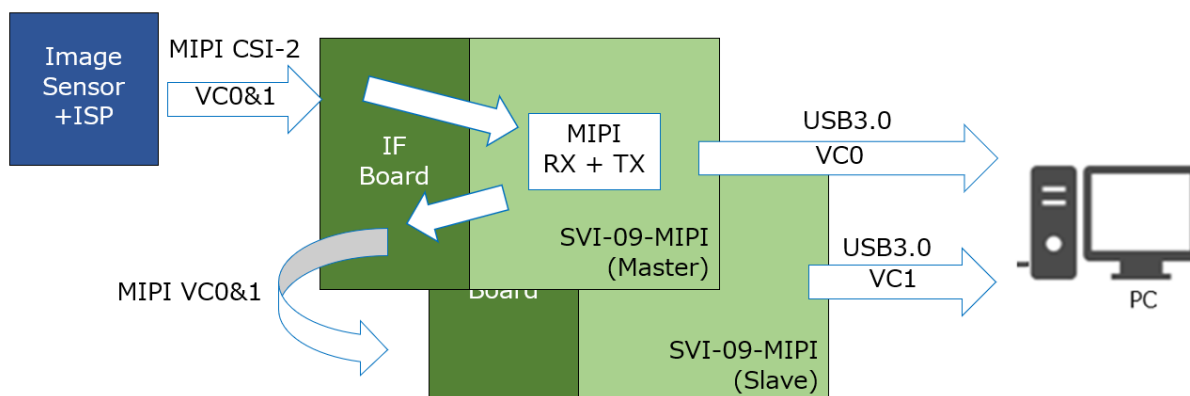 Image
Sensor
+ISP
MIPI CSI-2
VC0&1
IF
Board
MIPI
RX + TX
SVI-09-MIPI
(Master)
USB3.0
VC0
MIPI VC0&1
Board
SVI-09-MIPI
(Slave)
USB3.0
VC1
PC